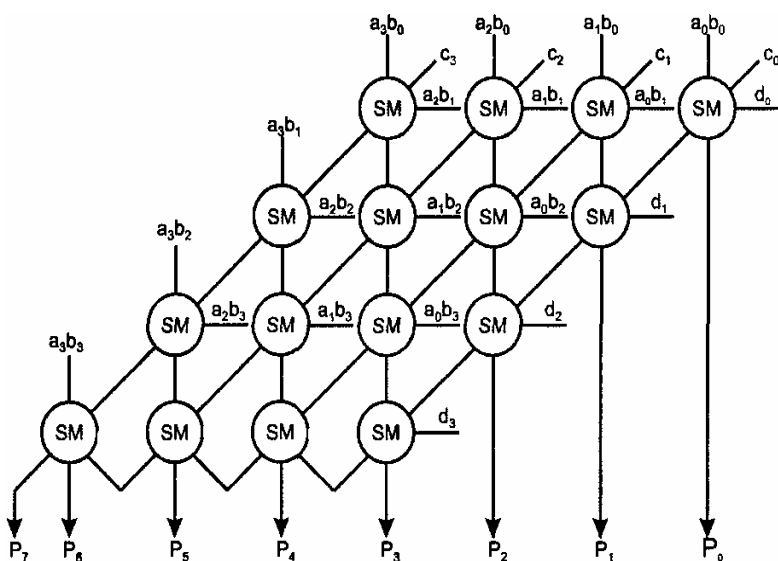 a₃b₀ a₂b₀ a₁b₀ a₀b₀
c₃ c₂ c₁ c₀
SM a₂b₁ SM a₁b₁ SM a₀b₁ SM d₀
a₃b₁
SM a₂b₂ SM a₁b₂ SM a₀b₂ SM d₁
a₃b₂
SM a₂b₃ SM a₁b₃ SM a₀b₃ SM d₂
a₃b₃
SM SM SM SM d₃
P₇ P₆ P₅ P₄ P₃ P₂ P₁ P₀